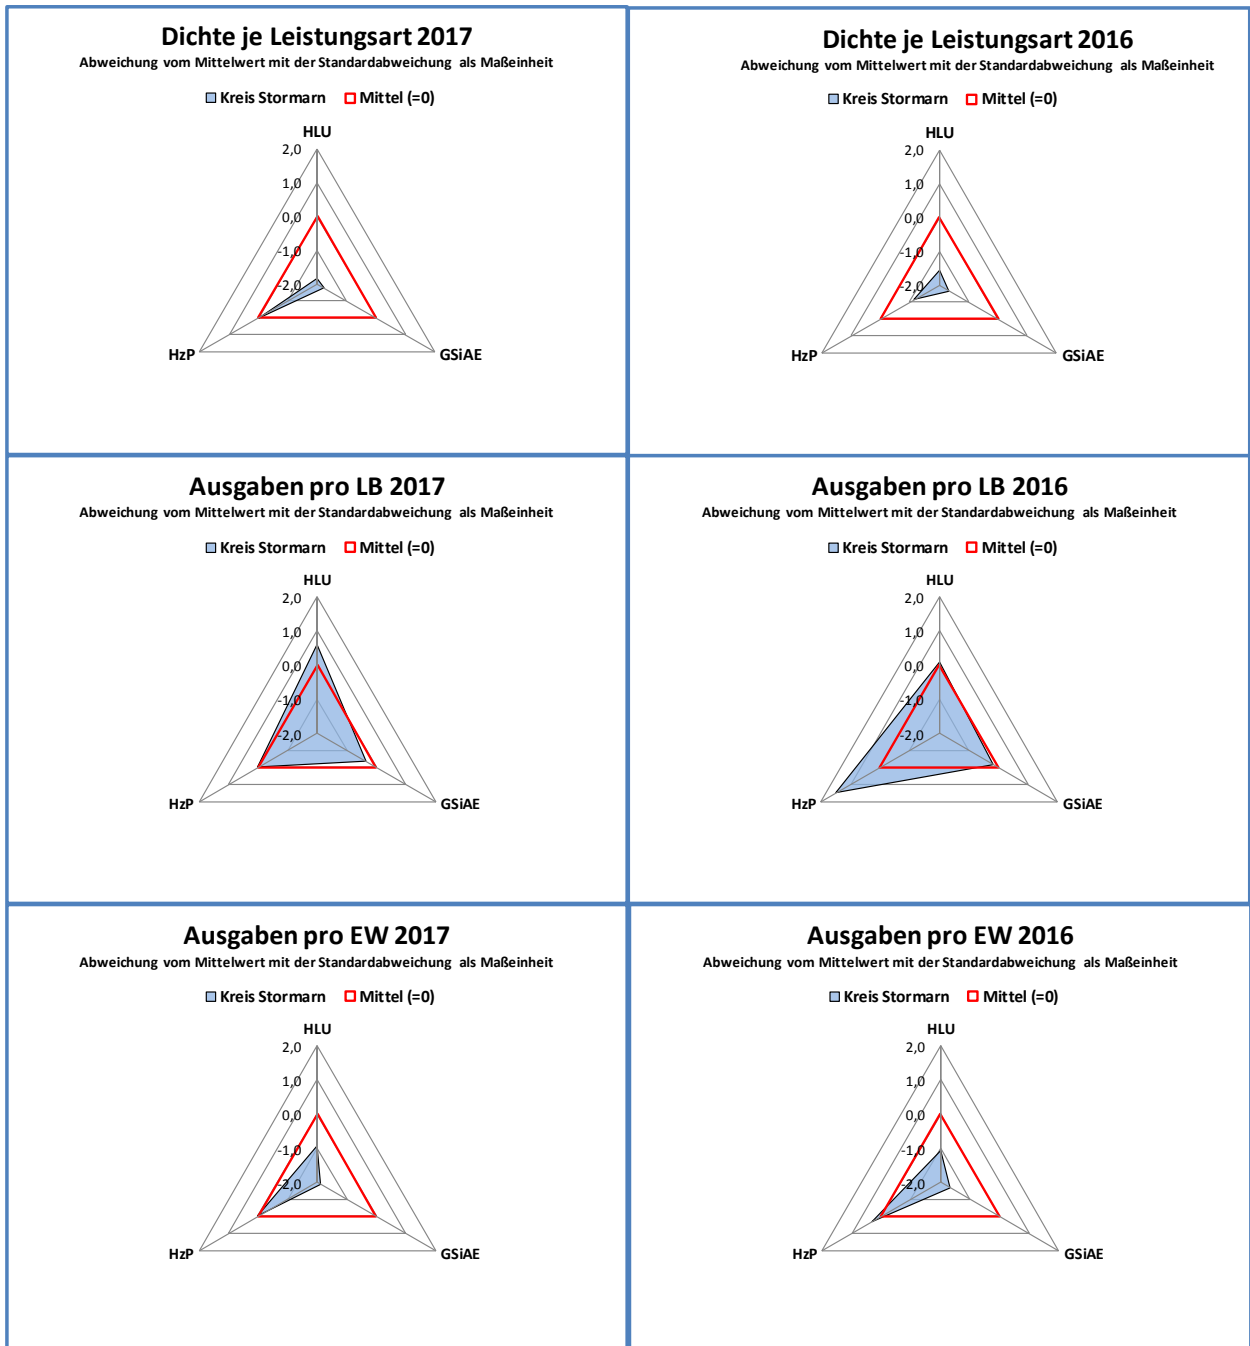 Dichte je Leistungsart 2017
Abweichung vom Mittelwert mit der Standardabweichung als Maßeinheit
Kreis Stormarn Mittel (=0)
HLU
2,0
1,0
0,0
-1,0
-2,0
HzP
GSiAE
Dichte je Leistungsart 2016
Abweichung vom Mittelwert mit der Standardabweichung als Maßeinheit
Kreis Stormarn Mittel (=0)
HLU
2,0
1,0
0,0
-1,0
-2,0
HzP
GSiAE
Ausgaben pro LB 2017
Abweichung vom Mittelwert mit der Standardabweichung als Maßeinheit
Kreis Stormarn Mittel (=0)
HLU
2,0
1,0
0,0
-1,0
-2,0
HzP
GSiAE
Ausgaben pro LB 2016
Abweichung vom Mittelwert mit der Standardabweichung als Maßeinheit
Kreis Stormarn Mittel (=0)
HLU
2,0
1,0
0,0
-1,0
-2,0
HzP
GSiAE
Ausgaben pro EW 2017
Abweichung vom Mittelwert mit der Standardabweichung als Maßeinheit
Kreis Stormarn Mittel (=0)
HLU
2,0
1,0
0,0
-1,0
-2,0
HzP
GSiAE
Ausgaben pro EW 2016
Abweichung vom Mittelwert mit der Standardabweichung als Maßeinheit
Kreis Stormarn Mittel (=0)
HLU
2,0
1,0
0,0
-1,0
-2,0
HzP
GSiAE